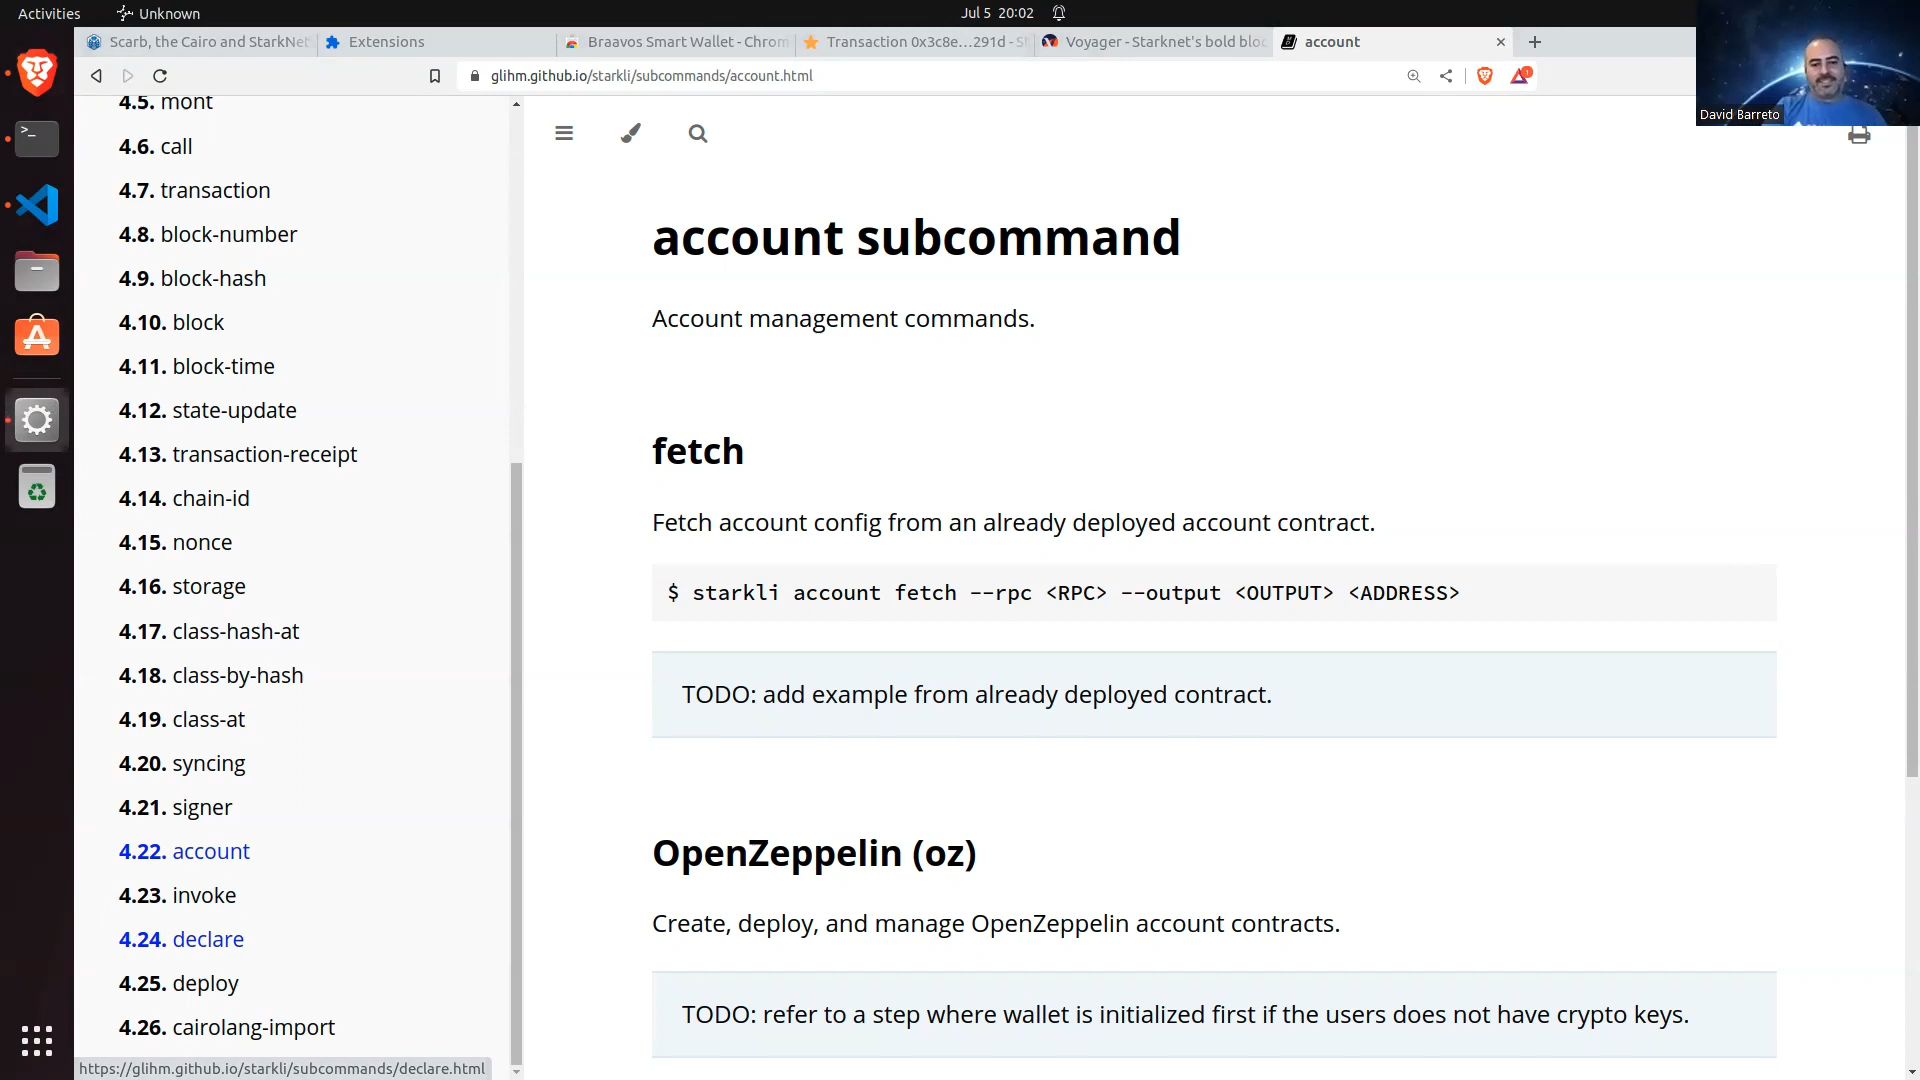 Activities
Unknown
Jul 5 20:02
Scarb, the Cairo and StarkNet
Extensions
Braavos Smart Wallet - Chrom
Transaction 0x3c8e...291d - S
Voyager - Starknet's bold bloc
account
glihm.github.io/starkli/subcommands/account.html
1
David Barreto
4.5. mont
4.6. call
4.7. transaction
4.8. block-number
4.9. block-hash
4.10. block
4.11. block-time
4.12. state-update
4.13. transaction-receipt
4.14. chain-id
4.15. nonce
4.16. storage
4.17. class-hash-at
4.18. class-by-hash
4.19. class-at
4.20. syncing
4.21. signer
4.22. account
4.23. invoke
4.24. declare
4.25. deploy
4.26. cairolang-import
https://glihm.github.io/starkli/subcommands/declare.html
account subcommand
Account management commands.
fetch
Fetch account config from an already deployed account contract.
$ starkli account fetch --rpc <RPC> --output <OUTPUT> <ADDRESS>
TODO: add example from already deployed contract.
OpenZeppelin (oz)
Create, deploy, and manage OpenZeppelin account contracts.
TODO: refer to a step where wallet is initialized first if the users does not have crypto keys.